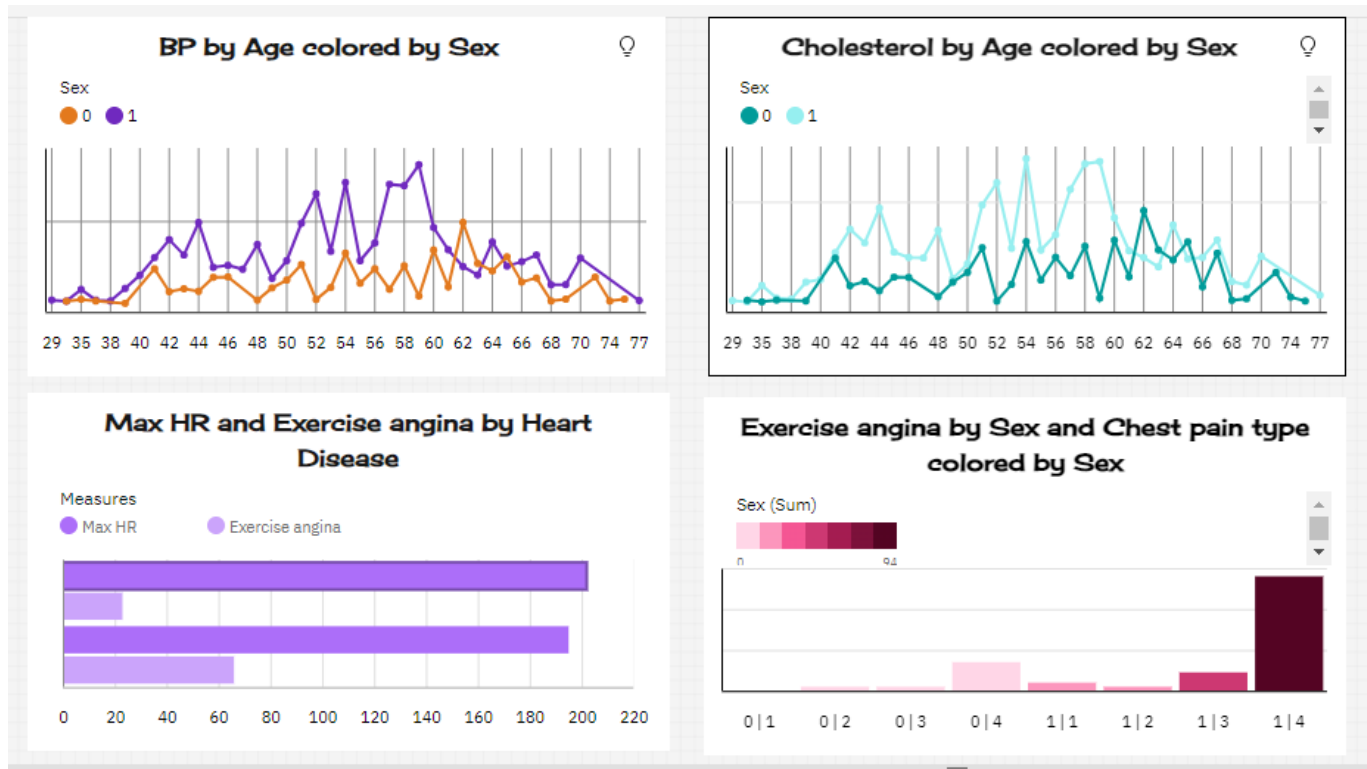 BP by Age colored by Sex
Sex
0 1
29 35 38 40 42 44 46 48 50 52 54 56 58 60 62 64 66 68 70 74 77
Cholesterol by Age colored by Sex
Sex
0 1
29 35 38 40 42 44 46 48 50 52 54 56 58 60 62 64 66 68 70 74 77
Max HR and Exercise angina by Heart
Disease
Measures
Max HR Exercise angina
0 20 40 60 80 100 120 140 160 180 200 220
Exercise angina by Sex and Chest pain type
colored by Sex
Sex (Sum)
0 94
0|1 0|2 0|3 0|4 1|1 1|2 1|3 1|4